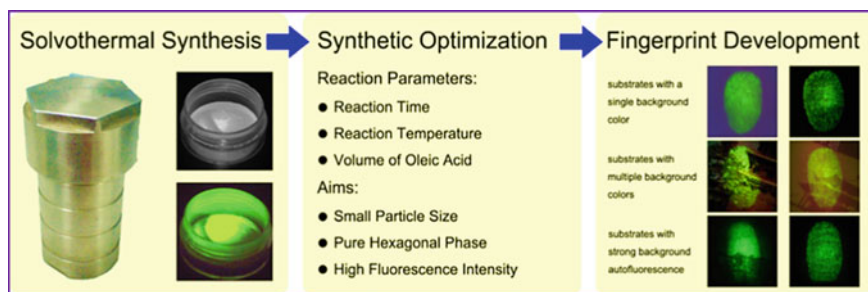 Solvothermal Synthesis
Synthetic Optimization
Reaction Parameters:
● Reaction Time
● Reaction Temperature
● Volume of Oleic Acid
Aims:
● Small Particle Size
● Pure Hexagonal Phase
● High Fluorescence Intensity
Fingerprint Development
substrates with a
single background
color
substrates with
multiple background
colors
substrates with
strong background
autofluorescence